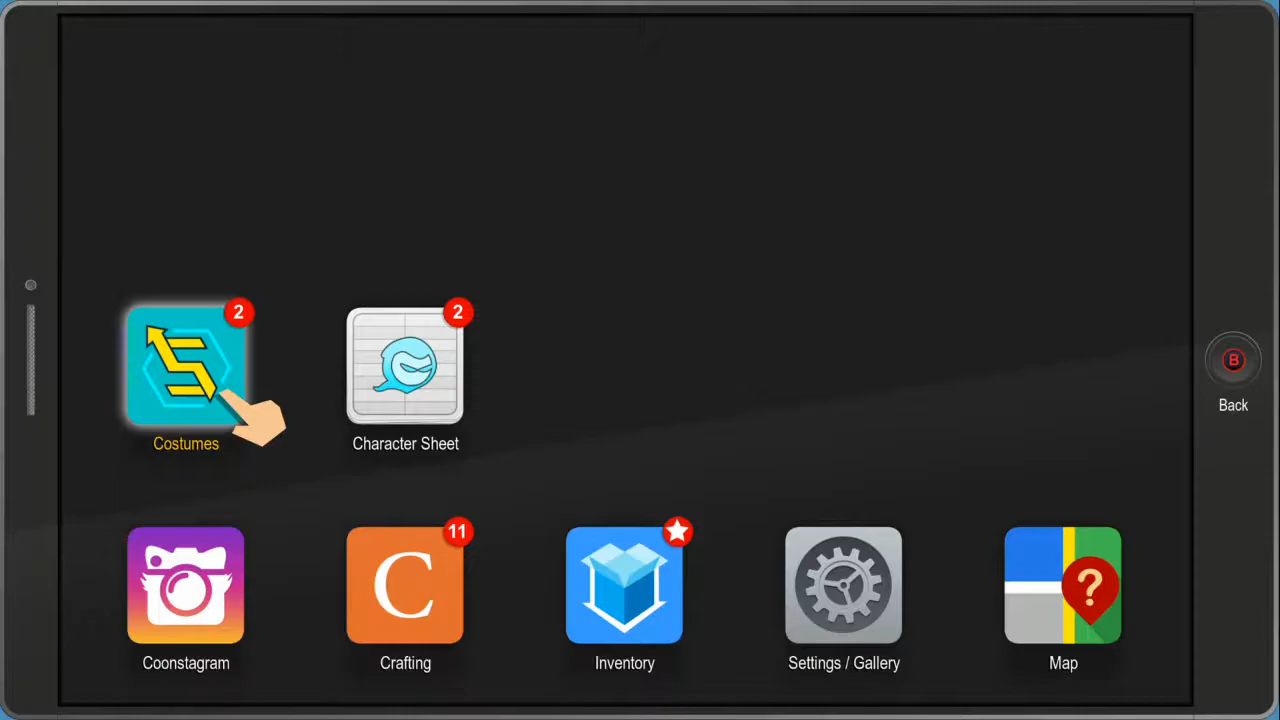 2
2
Costumes
Character Sheet
B
Back
11
C
?
Coonstagram
Crafting
Inventory
Settings / Gallery
Map